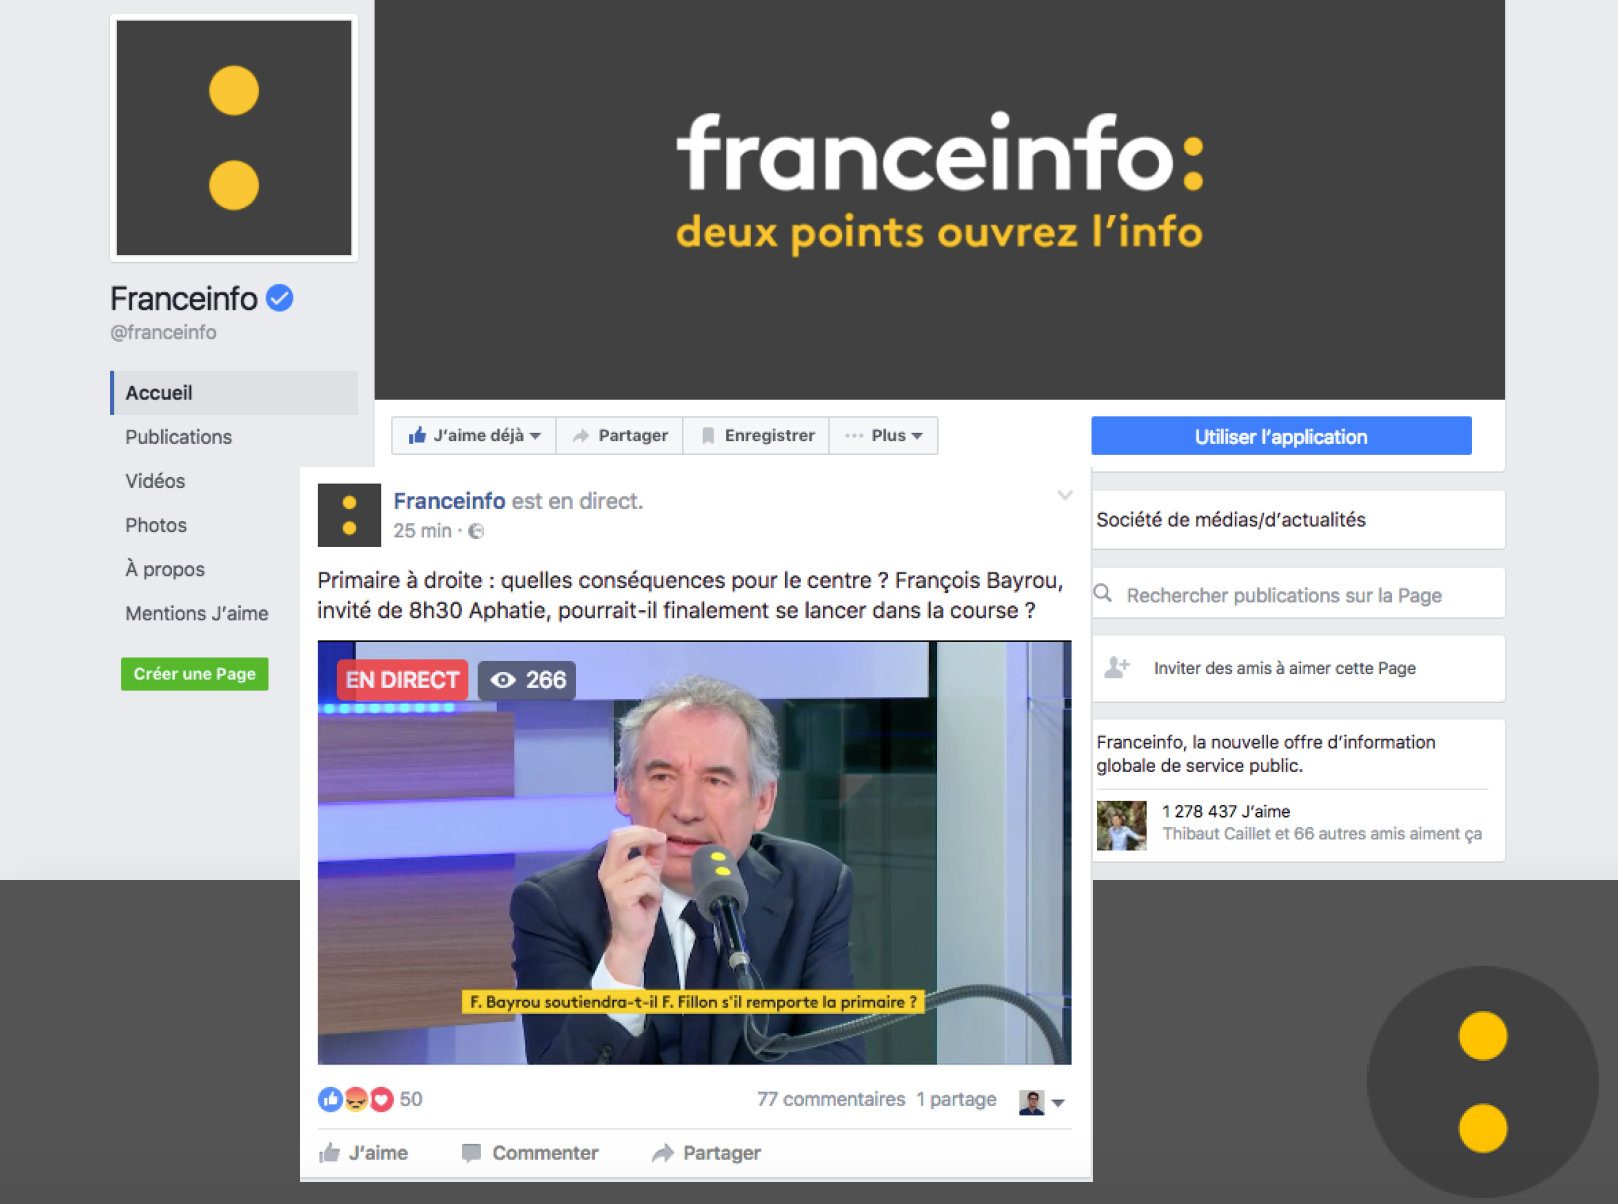 franceinfo:
deux points ouvrez l'info
Franceinfo
@franceinfo
Accueil
Publications
Vidéos
Photos
À propos
Mentions J'aime
Créer une Page
J'aime déjà
Partager
Enregistrer
Plus
Utiliser l'application
Franceinfo est en direct.
25 min
Primaire à droite : quelles conséquences pour le centre ? François Bayrou,
invité de 8h30 Aphatie, pourrait-il finalement se lancer dans la course ?
EN DIRECT
266
F. Bayrou soutiendra-t-il F. Fillon s'il remporte la primaire ?
50
77 commentaires 1 partage
J'aime
Commenter
Partager
Société de médias/d'actualités
Rechercher publications sur la Page
Inviter des amis à aimer cette Page
Franceinfo, la nouvelle offre d'information
globale de service public.
1 278 437 J'aime
Thibaut Caillet et 66 autres amis aiment ça